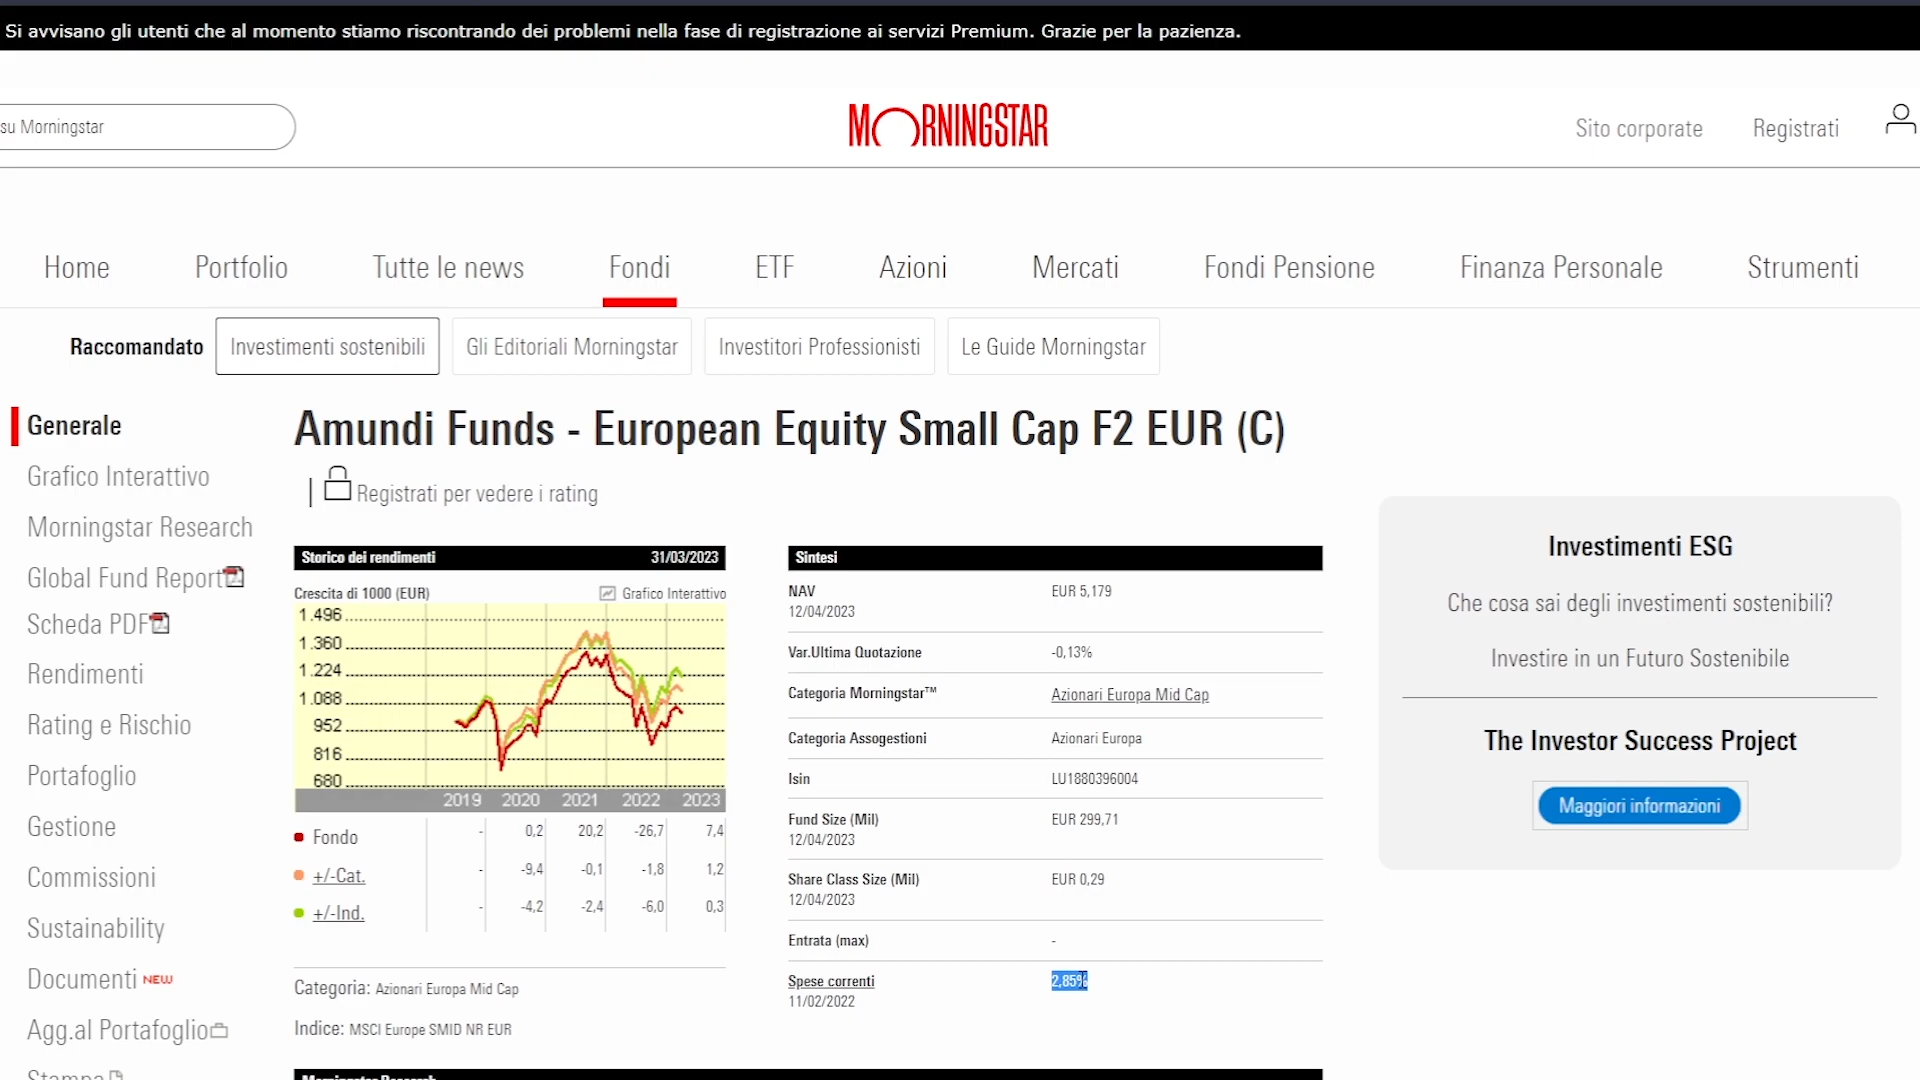 Si avvisano gli utenti che al momento stiamo riscontrando dei problemi nella fase di registrazione ai servizi Premium. Grazie per la pazienza.
su Morningstar
MORNINGSTAR
Sito corporate
Registrati
Home
Portfolio
Tutte le news
Fondi
ETF
Azioni
Mercati
Fondi Pensione
Finanza Personale
Strumenti
Raccomandato
Investimenti sostenibili
Gli Editoriali Morningstar
Investitori Professionisti
Le Guide Morningstar
Generale
Grafico Interattivo
Morningstar Research
Global Fund Report
Scheda PDF
Rendimenti
Rating e Rischio
Portafoglio
Gestione
Commissioni
Sustainability
Documenti NEW
Agg.al Portafoglio
Stampa
Amundi Funds - European Equity Small Cap F2 EUR (C)
Registrati per vedere i rating
Storico dei rendimenti 31/03/2023
Crescita di 1000 (EUR) Grafico Interattivo
1.496
1.360
1.224
1.088
952
816
680
2019 2020 2021 2022 2023
Fondo - 0,2 20,2 -26,7 7,4
+/-Cat. - -9,4 -0,1 -1,8 1,2
+/-Ind. - -4,2 -2,4 -6,0 0,3
Categoria: Azionari Europa Mid Cap
Indice: MSCI Europe SMID NR EUR
Sintesi
NAV EUR 5,179
12/04/2023
Var.Ultima Quotazione -0,13%
Categoria Morningstar™ Azionari Europa Mid Cap
Categoria Assogestioni Azionari Europa
Isin LU1880396004
Fund Size (Mil) EUR 299,71
12/04/2023
Share Class Size (Mil) EUR 0,29
12/04/2023
Entrata (max) -
Spese correnti 2,85%
11/02/2022
Morningstar Research
Investimenti ESG
Che cosa sai degli investimenti sostenibili?
Investire in un Futuro Sostenibile
The Investor Success Project
Maggiori informazioni